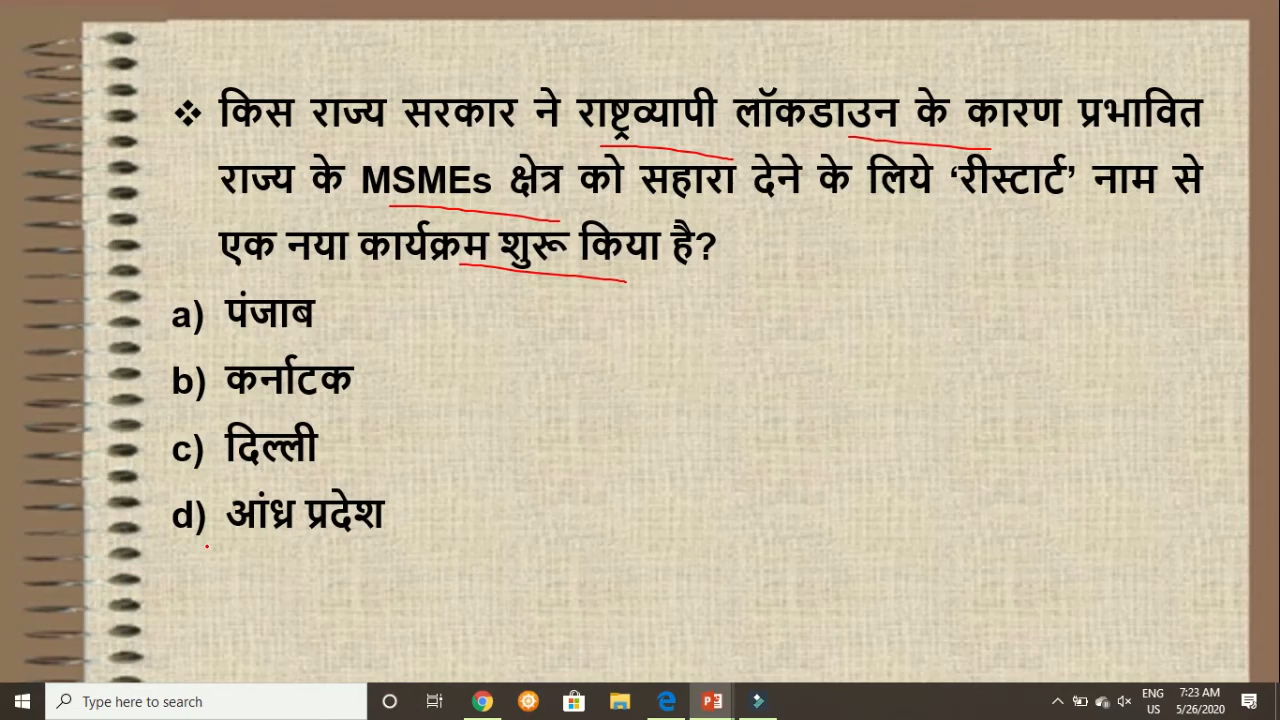 ❖ किस राज्य सरकार ने राष्ट्रव्यापी लॉकडाउन के कारण प्रभावित
राज्य के MSMEs क्षेत्र को सहारा देने के लिये ‘रीस्टार्ट’ नाम से
एक नया कार्यक्रम शुरू किया है?
a) पंजाब
b) कर्नाटक
c) दिल्ली
d) आंध्र प्रदेश
Type here to search
ENG 7:23 AM
US 5/26/2020